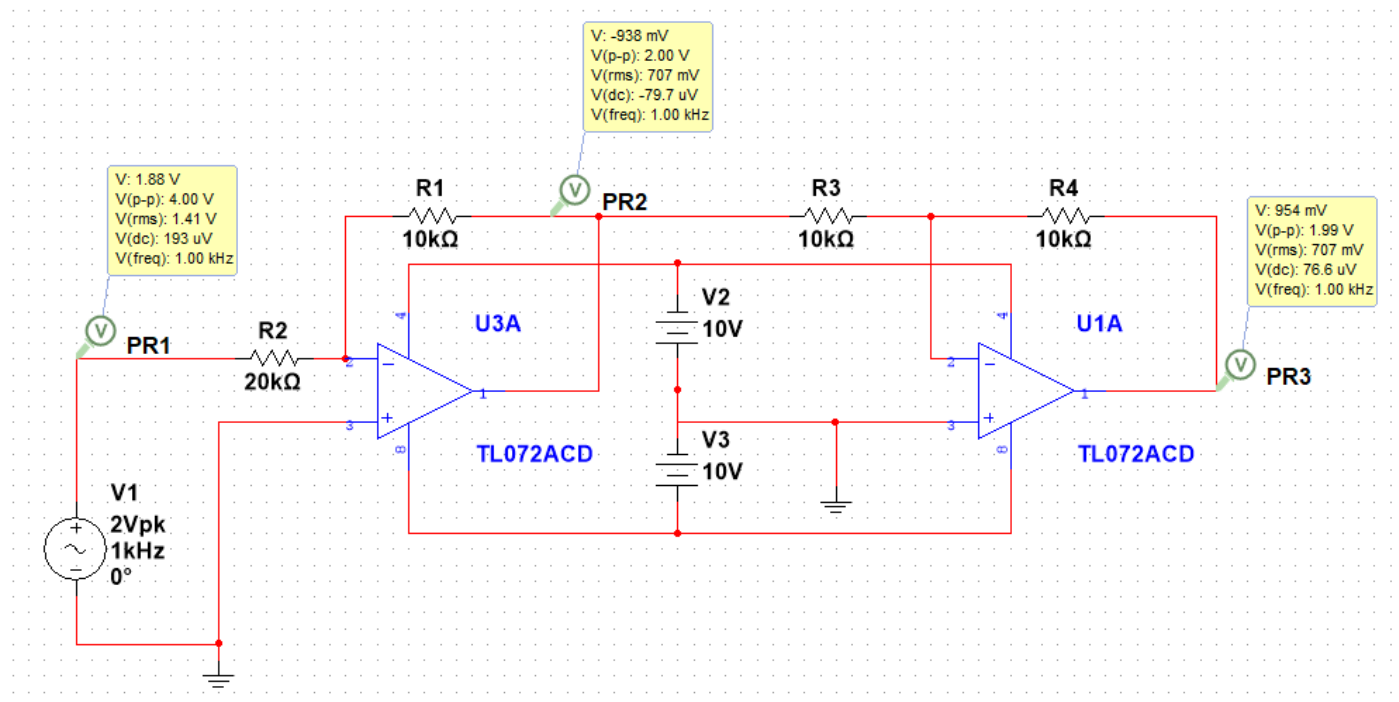 V: -938 mV
V(p-p): 2.00 V
V(rms): 707 mV
V(dc): -79.7 uV
V(freq): 1.00 kHz
V: 1.88 V
V(p-p): 4.00 V
V(rms): 1.41 V
V(dc): 193 uV
V(freq): 1.00 kHz
V
PR2
R1
10kΩ
R3
10kΩ
R4
10kΩ
V: 954 mV
V(p-p): 1.99 V
V(rms): 707 mV
V(dc): 76.6 uV
V(freq): 1.00 kHz
V
PR1
R2
20kΩ
4
U3A
2
3
8
1
TL072ACD
V2
10V
V3
10V
4
U1A
2
3
8
1
TL072ACD
V
PR3
V1
2Vpk
1kHz
0°